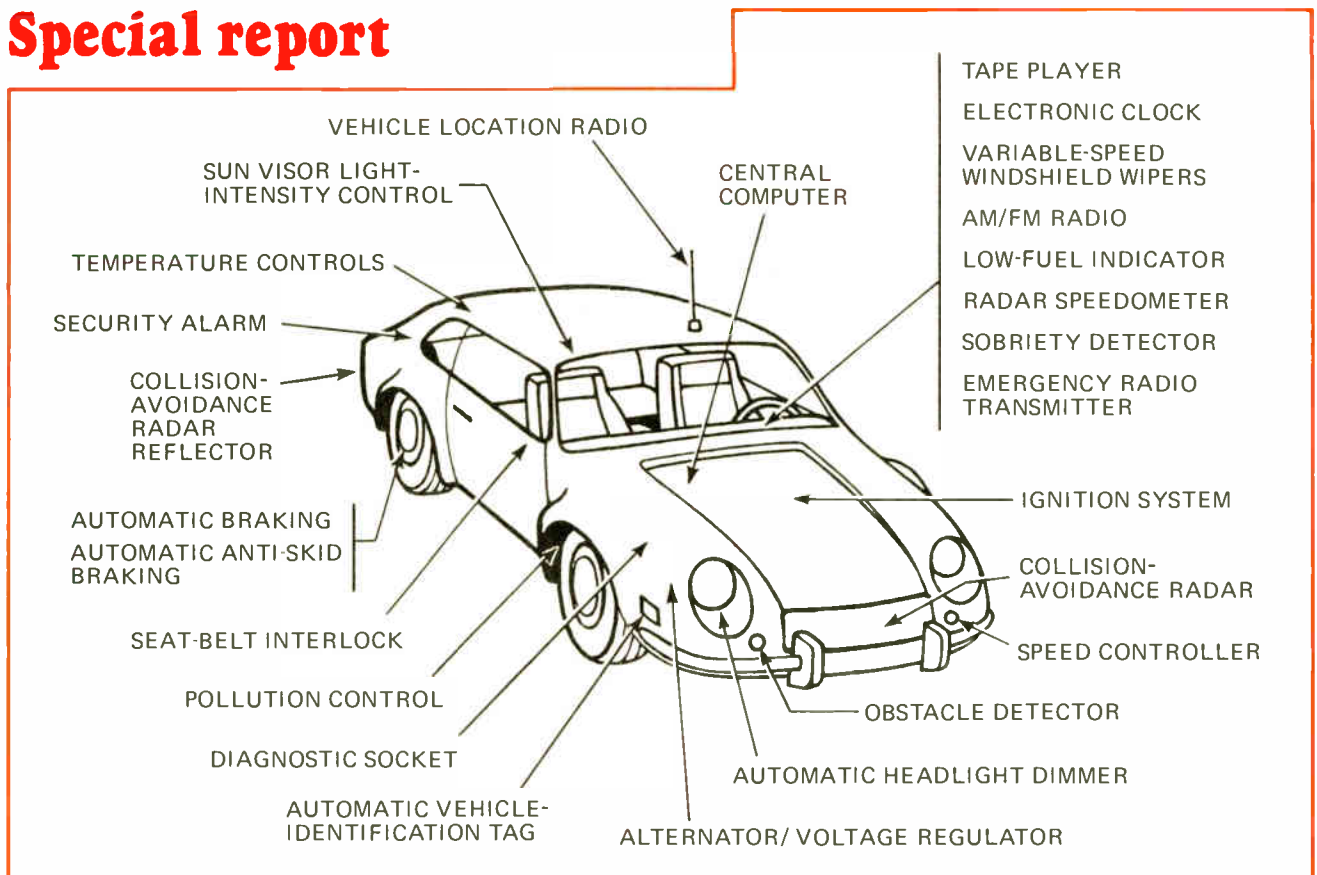 Special report
VEHICLE LOCATION RADIO
SUN VISOR LIGHT-
INTENSITY CONTROL
TEMPERATURE CONTROLS
SECURITY ALARM
COLLISION-
AVOIDANCE
RADAR
REFLECTOR
AUTOMATIC BRAKING
AUTOMATIC ANTI-SKID
BRAKING
SEAT-BELT INTERLOCK
POLLUTION CONTROL
DIAGNOSTIC SOCKET
AUTOMATIC VEHICLE-
IDENTIFICATION TAG
CENTRAL
COMPUTER
TAPE PLAYER
ELECTRONIC CLOCK
VARIABLE-SPEED
WINDSHIELD WIPERS
AM/FM RADIO
LOW-FUEL INDICATOR
RADAR SPEEDOMETER
SOBRIETY DETECTOR
EMERGENCY RADIO
TRANSMITTER
IGNITION SYSTEM
COLLISION-
AVOIDANCE RADAR
SPEED CONTROLLER
OBSTACLE DETECTOR
AUTOMATIC HEADLIGHT DIMMER
ALTERNATOR/ VOLTAGE REGULATOR